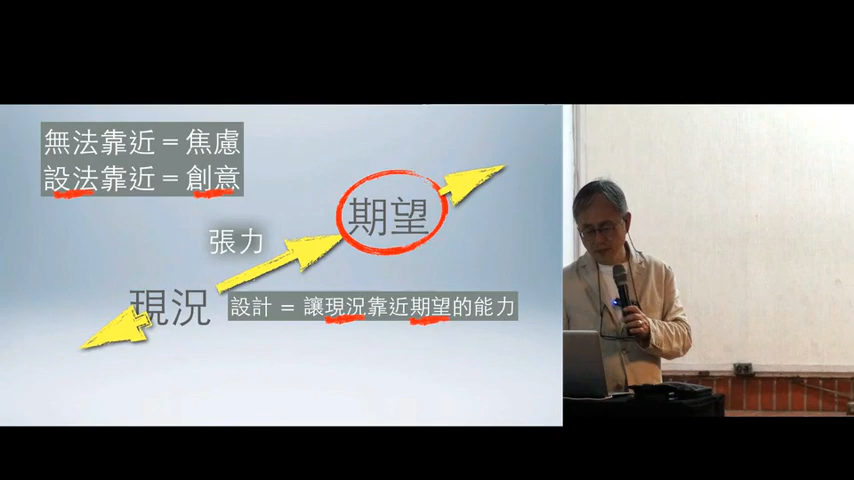 無法靠近=焦慮
設法靠近=創意
期望
張力
現況
設計 = 讓現況靠近期望的能力